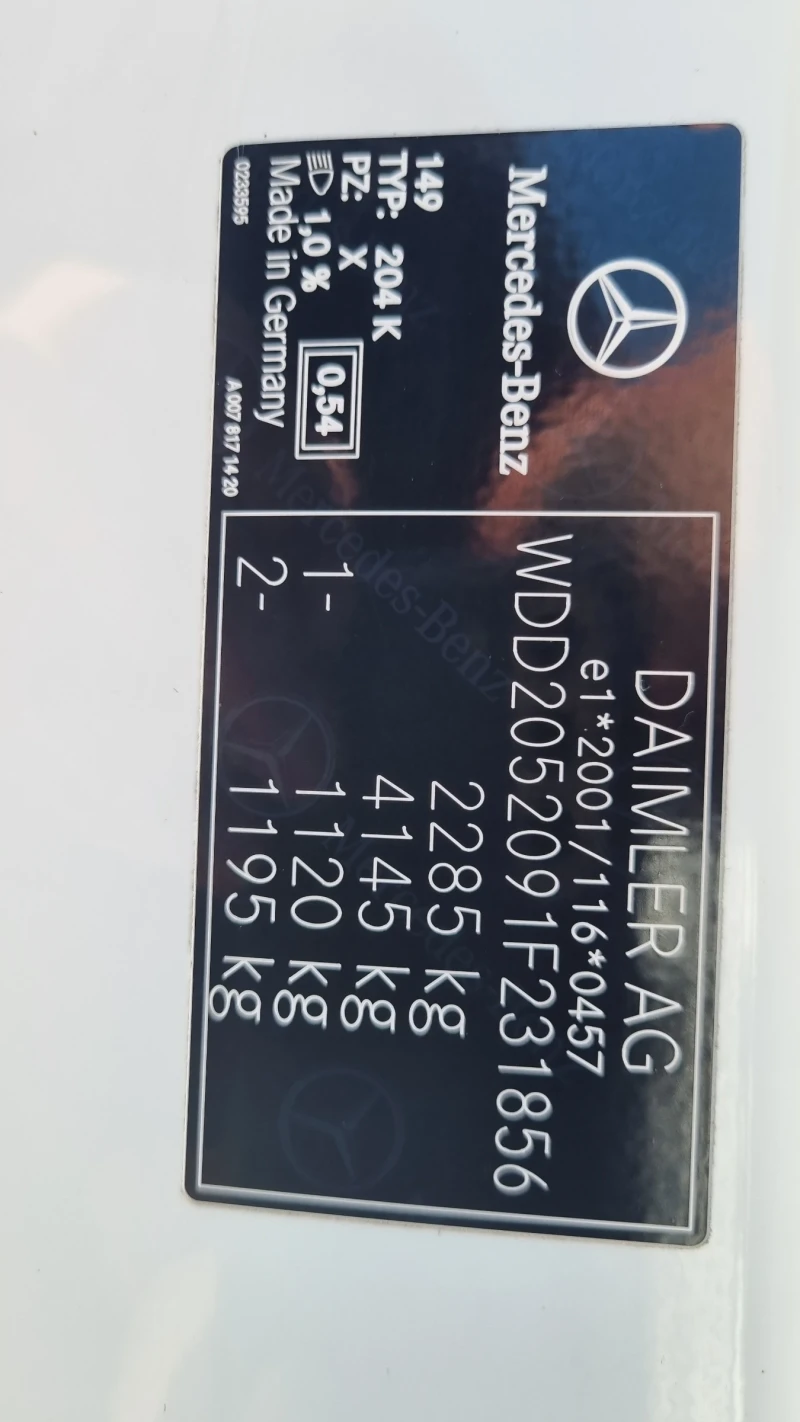 Mercedes-Benz
149
TYP: 204 K
PZ: X
1,0 %
0,54
Made in Germany
0233595
A 007 817 14 20
DAIMLER AG
e1*2001/116*0457
WDD2052091F231856
2285 kg
4145 kg
1- 1120 kg
2- 1195 kg